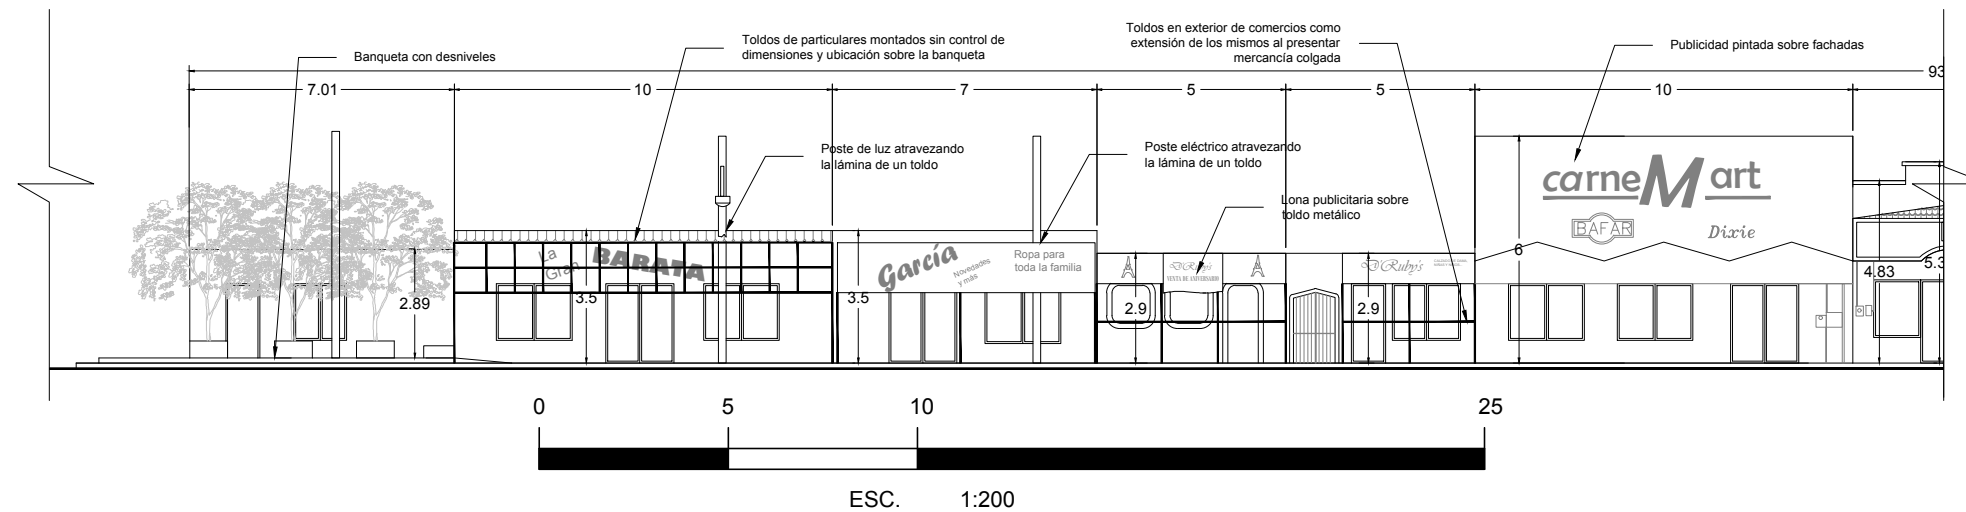 Banqueta con desniveles
Toldos de particulares montados sin control de
dimensiones y ubicación sobre la banqueta
Toldos en exterior de comercios como
extensión de los mismos al presentar
mercancía colgada
Publicidad pintada sobre fachadas
93
7.01
10
7
5
5
10
Poste de luz atravezando
la lámina de un toldo
Poste eléctrico atravezando
la lámina de un toldo
Lona publicitaria sobre
toldo metálico
carneMart
BAFAR
Dixie
La
Gran
BARATA
García
Novedades
y más
Ropa para
toda la familia
D'Ruby's
VENTA DE ANIVERSARIO
D'Ruby's
2.89
3.5
3.5
2.9
2.9
6
4.83
5.3
0
5
10
25
ESC. 1:200